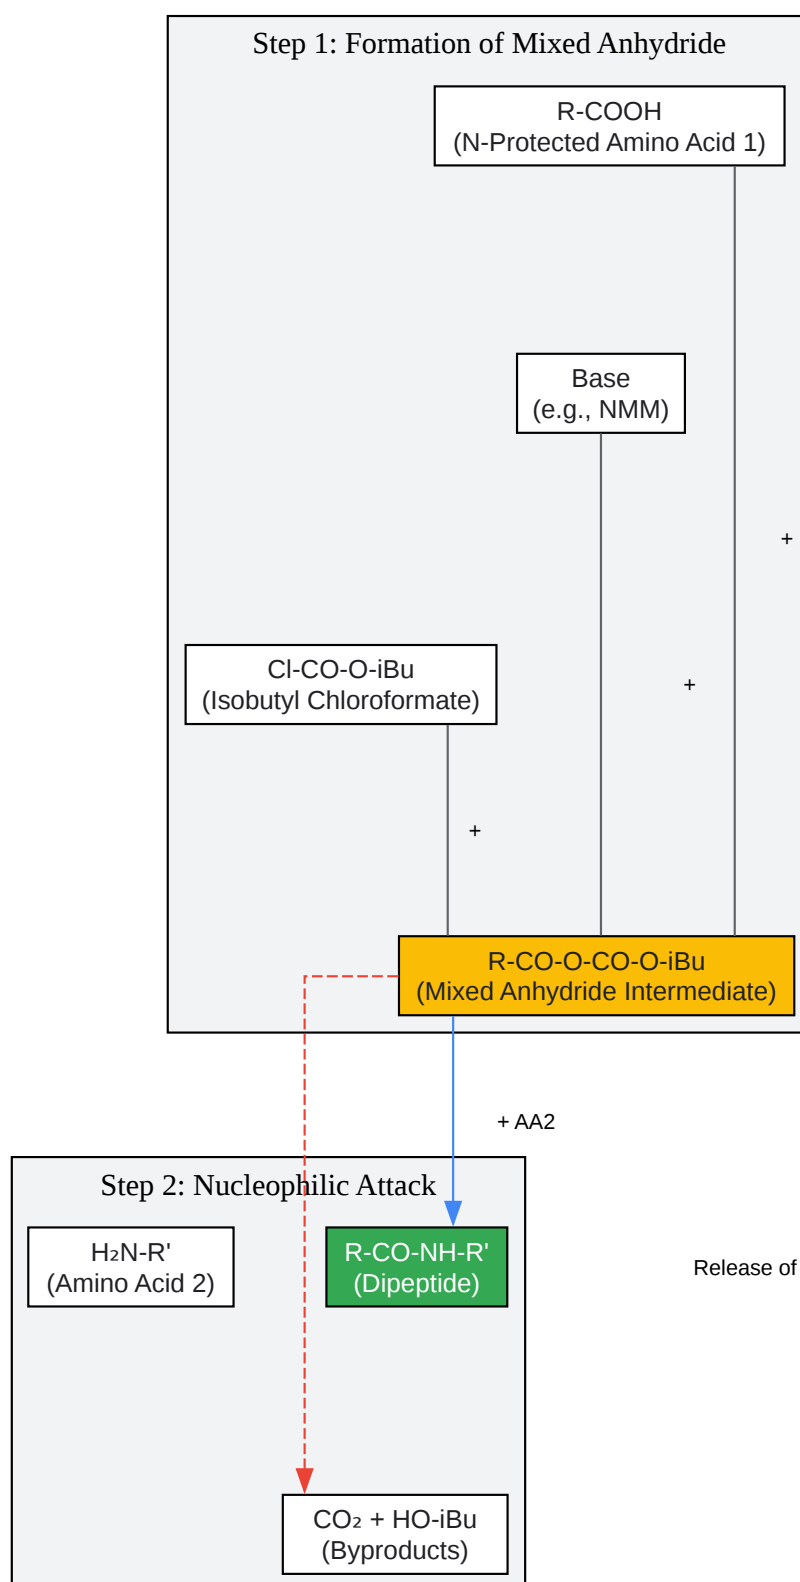 Step 1: Formation of Mixed Anhydride
R-COOH
(N-Protected Amino Acid 1)
Base
(e.g., NMM)
+
Cl-CO-O-iBu
(Isobutyl Chloroformate)
+
+
R-CO-O-CO-O-iBu
(Mixed Anhydride Intermediate)
+ AA2
Step 2: Nucleophilic Attack
H₂N-R'
(Amino Acid 2)
R-CO-NH-R'
(Dipeptide)
Release of
CO₂ + HO-iBu
(Byproducts)